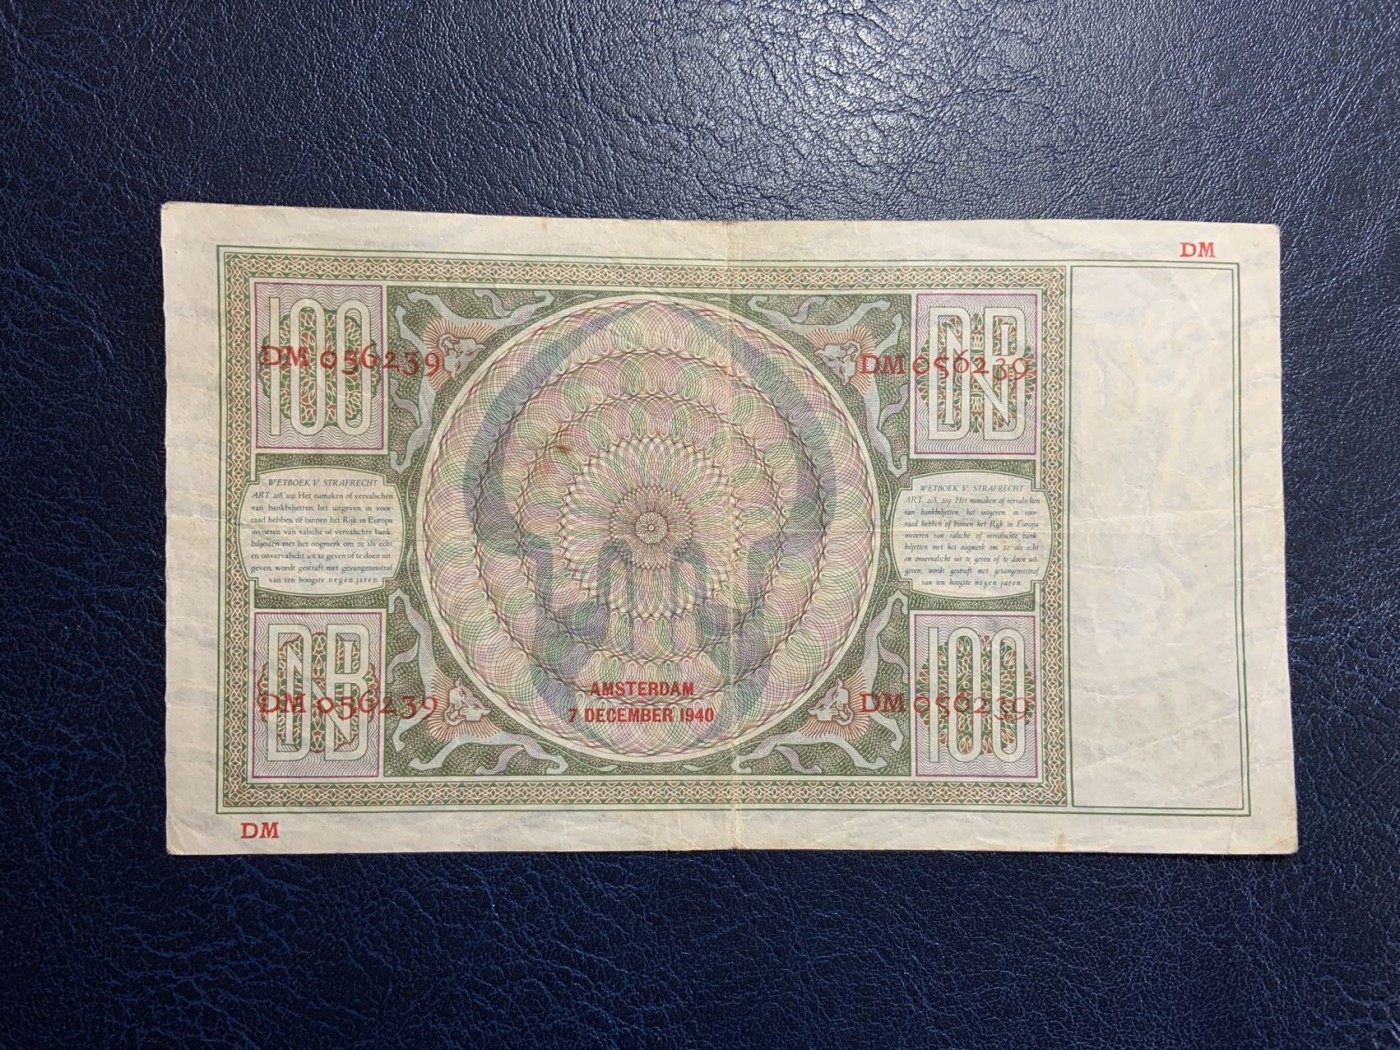 DM
100
DM 056239
DNB
DM 056239
WETBOEK V. STRAFRECHT
ART. 208, 209. Het namaken of vervalschen
van bankbiljetten, het uitgeven, in voor-
raad hebben of binnen het Rijk in Europa
invoeren van valsche of vervalschte bank-
biljetten met het oogmerk om ze als echt
en onvervalscht uit te geven of te doen uit-
geven, wordt gestraft met gevangenisstraf
van ten hoogste negen jaren
WETBOEK V. STRAFRECHT
ART. 208, 209. Het namaken of vervalschen
van bankbiljetten, het uitgeven, in voor-
raad hebben of binnen het Rijk in Europa
invoeren van valsche of vervalschte bank-
biljetten met het oogmerk om ze als echt
en onvervalscht uit te geven of te doen uit-
geven, wordt gestraft met gevangenisstraf
van ten hoogste negen jaren.
DNB
DM 056239
AMSTERDAM
7 DECEMBER 1940
100
DM 056239
DM